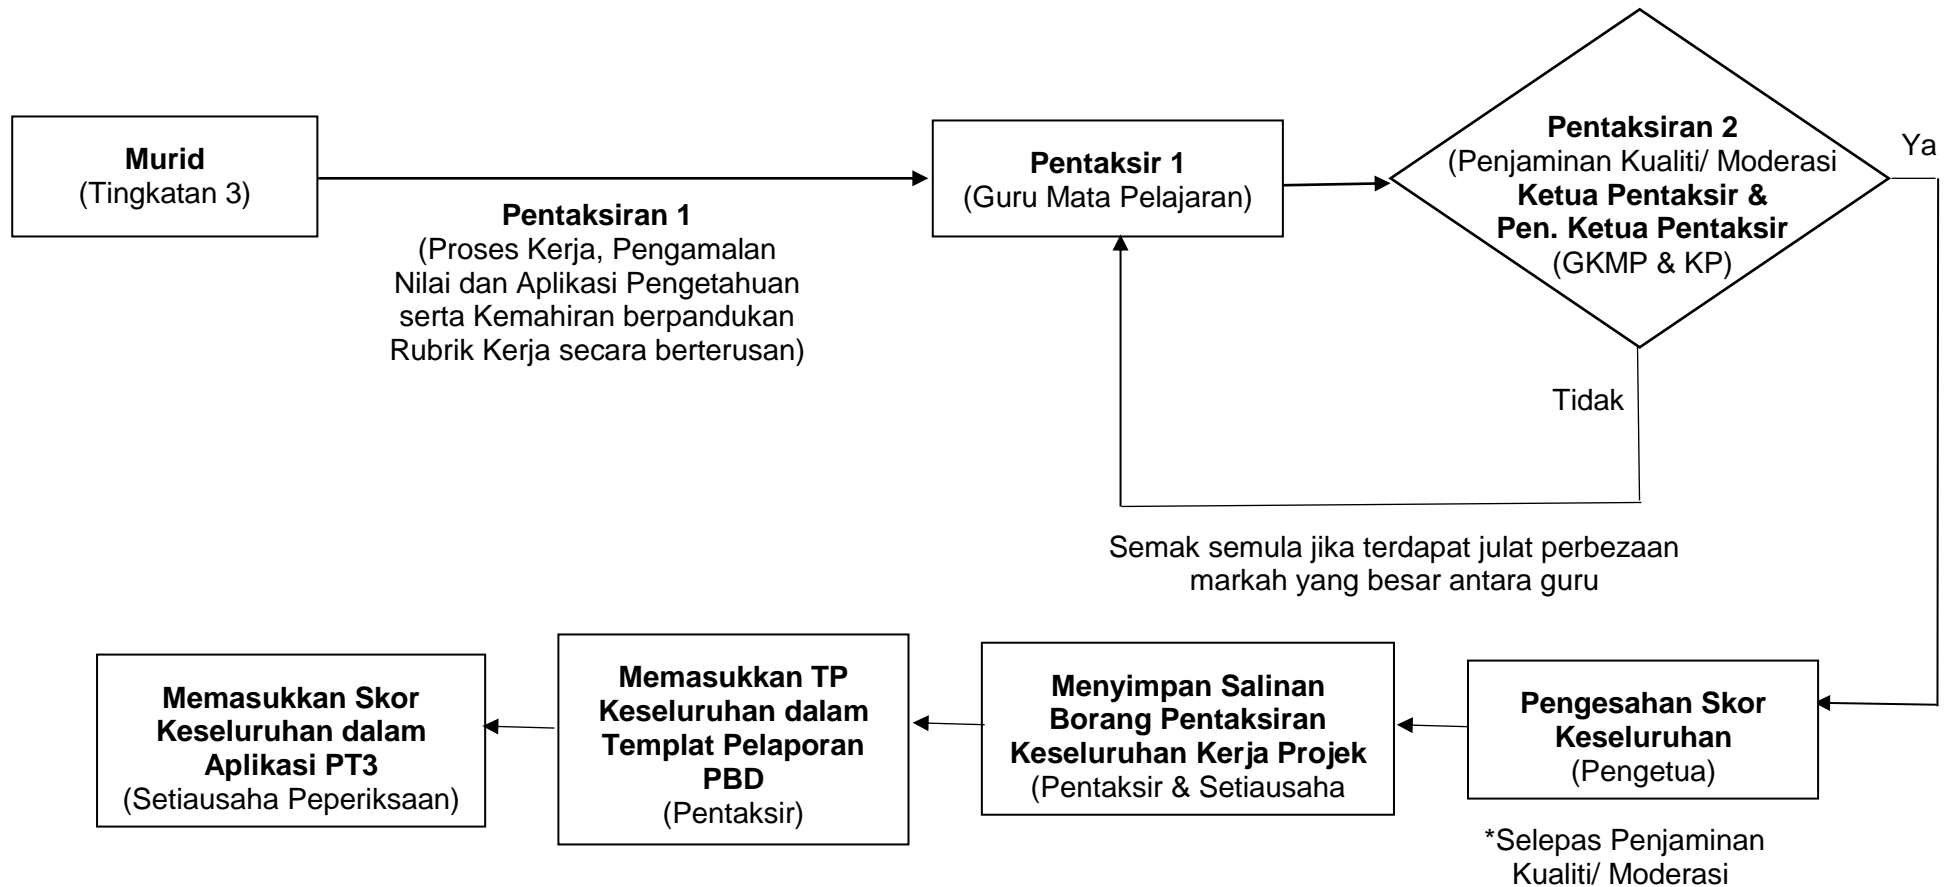 Murid
(Tingkatan 3)
Pentaksiran 1
(Proses Kerja, Pengamalan
Nilai dan Aplikasi Pengetahuan
serta Kemahiran berpandukan
Rubrik Kerja secara berterusan)
Pentaksir 1
(Guru Mata Pelajaran)
Pentaksiran 2
(Penjaminan Kualiti/ Moderasi
Ketua Pentaksir &
Pen. Ketua Pentaksir
(GKMP & KP)
Ya
Tidak
Semak semula jika terdapat julat perbezaan
markah yang besar antara guru
Pengesahan Skor
Keseluruhan
(Pengetua)
*Selepas Penjaminan
Kualiti/ Moderasi
Menyimpan Salinan
Borang Pentaksiran
Keseluruhan Kerja Projek
(Pentaksir & Setiausaha
Memasukkan TP
Keseluruhan dalam
Templat Pelaporan
PBD
(Pentaksir)
Memasukkan Skor
Keseluruhan dalam
Aplikasi PT3
(Setiausaha Peperiksaan)